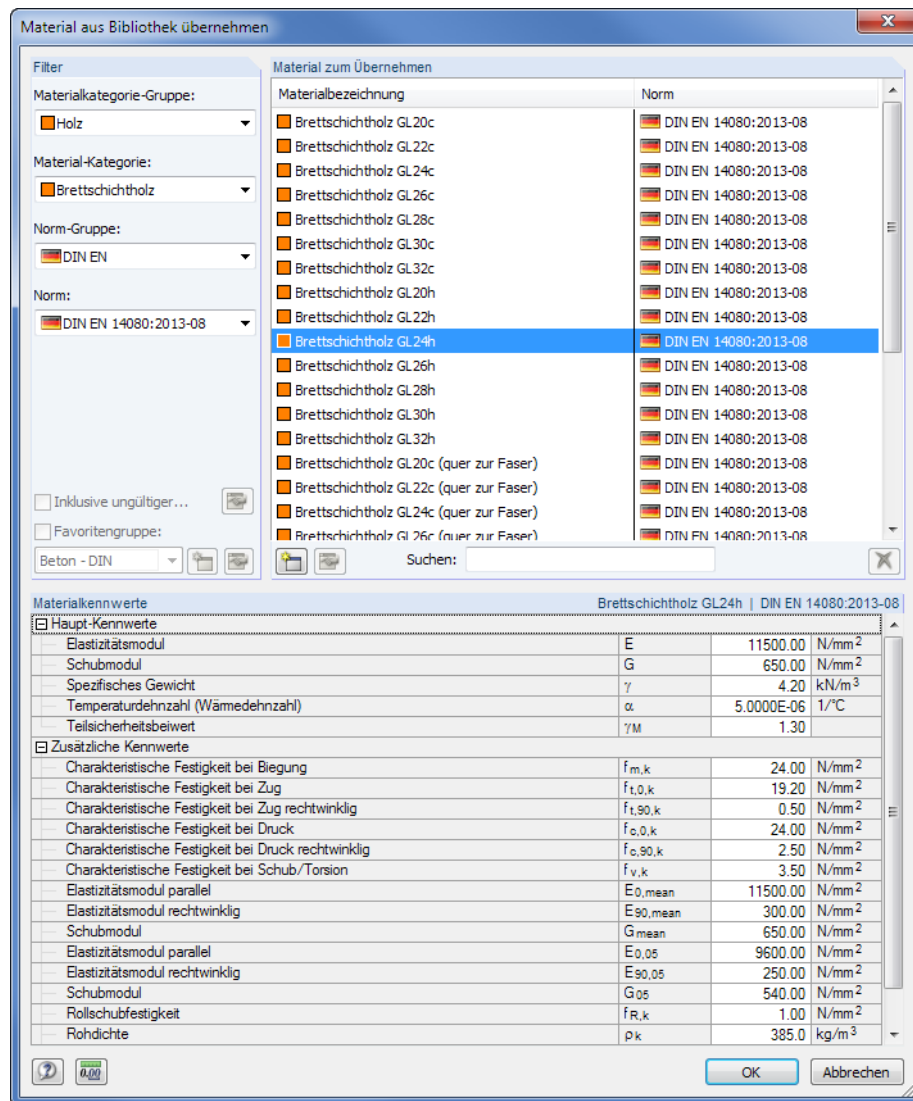 Material aus Bibliothek übernehmen
Filter
Materialkategorie-Gruppe:
Holz
Material-Kategorie:
Brettschichtholz
Norm-Gruppe:
DIN EN
Norm:
DIN EN 14080:2013-08
Inklusive ungültiger...
Favoritengruppe:
Beton - DIN
Material zum Übernehmen
Materialbezeichnung Norm
Brettschichtholz GL20c DIN EN 14080:2013-08
Brettschichtholz GL22c DIN EN 14080:2013-08
Brettschichtholz GL24c DIN EN 14080:2013-08
Brettschichtholz GL26c DIN EN 14080:2013-08
Brettschichtholz GL28c DIN EN 14080:2013-08
Brettschichtholz GL30c DIN EN 14080:2013-08
Brettschichtholz GL32c DIN EN 14080:2013-08
Brettschichtholz GL20h DIN EN 14080:2013-08
Brettschichtholz GL22h DIN EN 14080:2013-08
Brettschichtholz GL24h DIN EN 14080:2013-08
Brettschichtholz GL26h DIN EN 14080:2013-08
Brettschichtholz GL28h DIN EN 14080:2013-08
Brettschichtholz GL30h DIN EN 14080:2013-08
Brettschichtholz GL32h DIN EN 14080:2013-08
Brettschichtholz GL20c (quer zur Faser) DIN EN 14080:2013-08
Brettschichtholz GL22c (quer zur Faser) DIN EN 14080:2013-08
Brettschichtholz GL24c (quer zur Faser) DIN EN 14080:2013-08
Brettschichtholz GL26c (quer zur Faser) DIN EN 14080:2013-08
Suchen:
Materialkennwerte Brettschichtholz GL24h | DIN EN 14080:2013-08
Haupt-Kennwerte
Elastizitätsmodul E 11500.00 N/mm²
Schubmodul G 650.00 N/mm²
Spezifisches Gewicht γ 4.20 kN/m³
Temperaturdehnzahl (Wärmedehnzahl) α 5.0000E-06 1/°C
Teilsicherheitsbeiwert γM 1.30
Zusätzliche Kennwerte
Charakteristische Festigkeit bei Biegung fm,k 24.00 N/mm²
Charakteristische Festigkeit bei Zug ft,0,k 19.20 N/mm²
Charakteristische Festigkeit bei Zug rechtwinklig ft,90,k 0.50 N/mm²
Charakteristische Festigkeit bei Druck fc,0,k 24.00 N/mm²
Charakteristische Festigkeit bei Druck rechtwinklig fc,90,k 2.50 N/mm²
Charakteristische Festigkeit bei Schub/Torsion fv,k 3.50 N/mm²
Elastizitätsmodul parallel E0,mean 11500.00 N/mm²
Elastizitätsmodul rechtwinklig E90,mean 300.00 N/mm²
Schubmodul Gmean 650.00 N/mm²
Elastizitätsmodul parallel E0,05 9600.00 N/mm²
Elastizitätsmodul rechtwinklig E90,05 250.00 N/mm²
Schubmodul G05 540.00 N/mm²
Rollschubfestigkeit fR,k 1.00 N/mm²
Rohdichte ρk 385.0 kg/m³
0.00
OK
Abbrechen